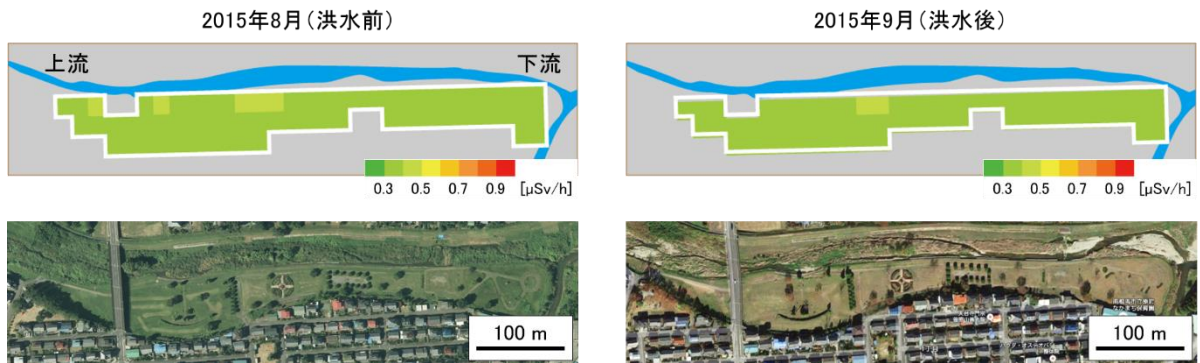 2015年8月（洪水前）
上流
下流
0.3 0.5 0.7 0.9 [μSv/h]
100 m
2015年9月（洪水後）
0.3 0.5 0.7 0.9 [μSv/h]
100 m